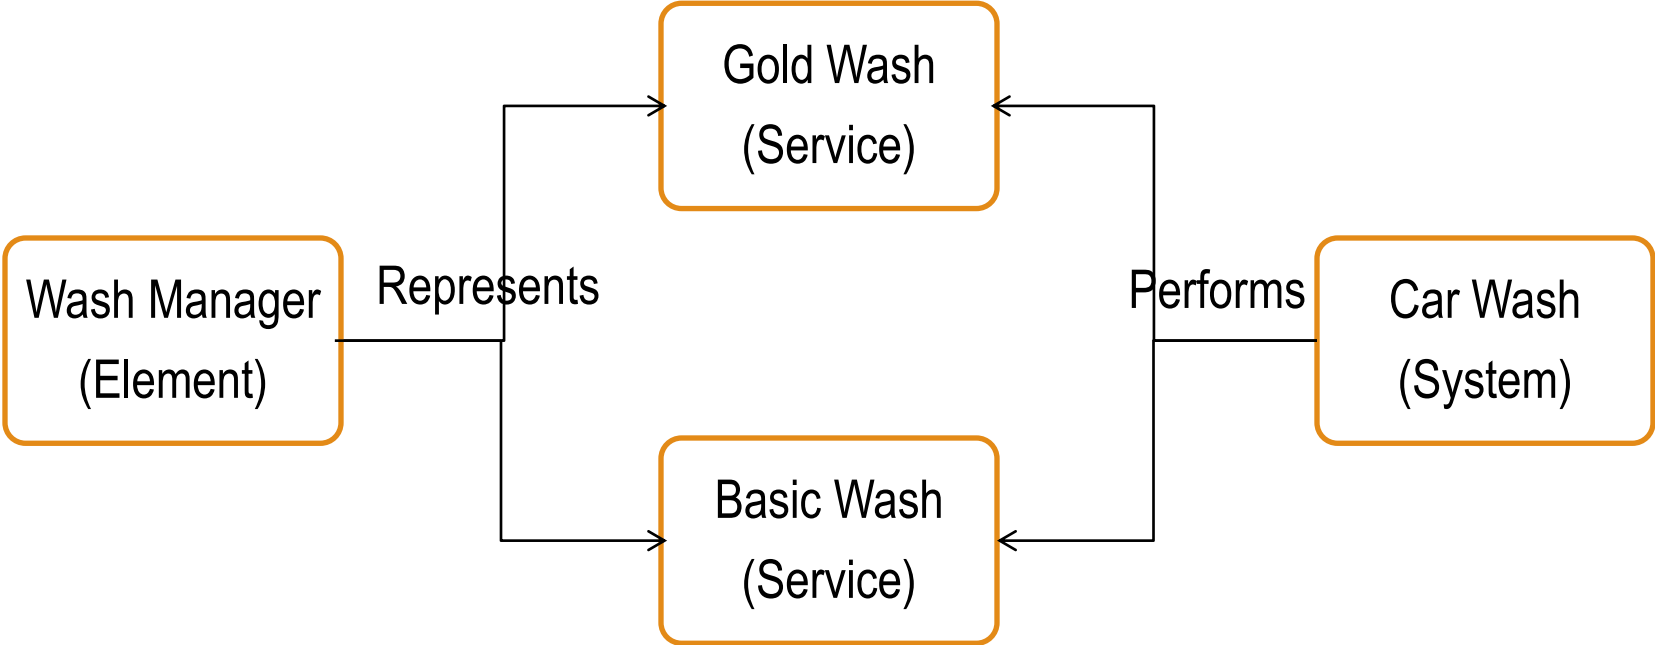 Gold Wash
(Service)
Wash Manager
(Element)
Represents
Performs
Car Wash
(System)
Basic Wash
(Service)